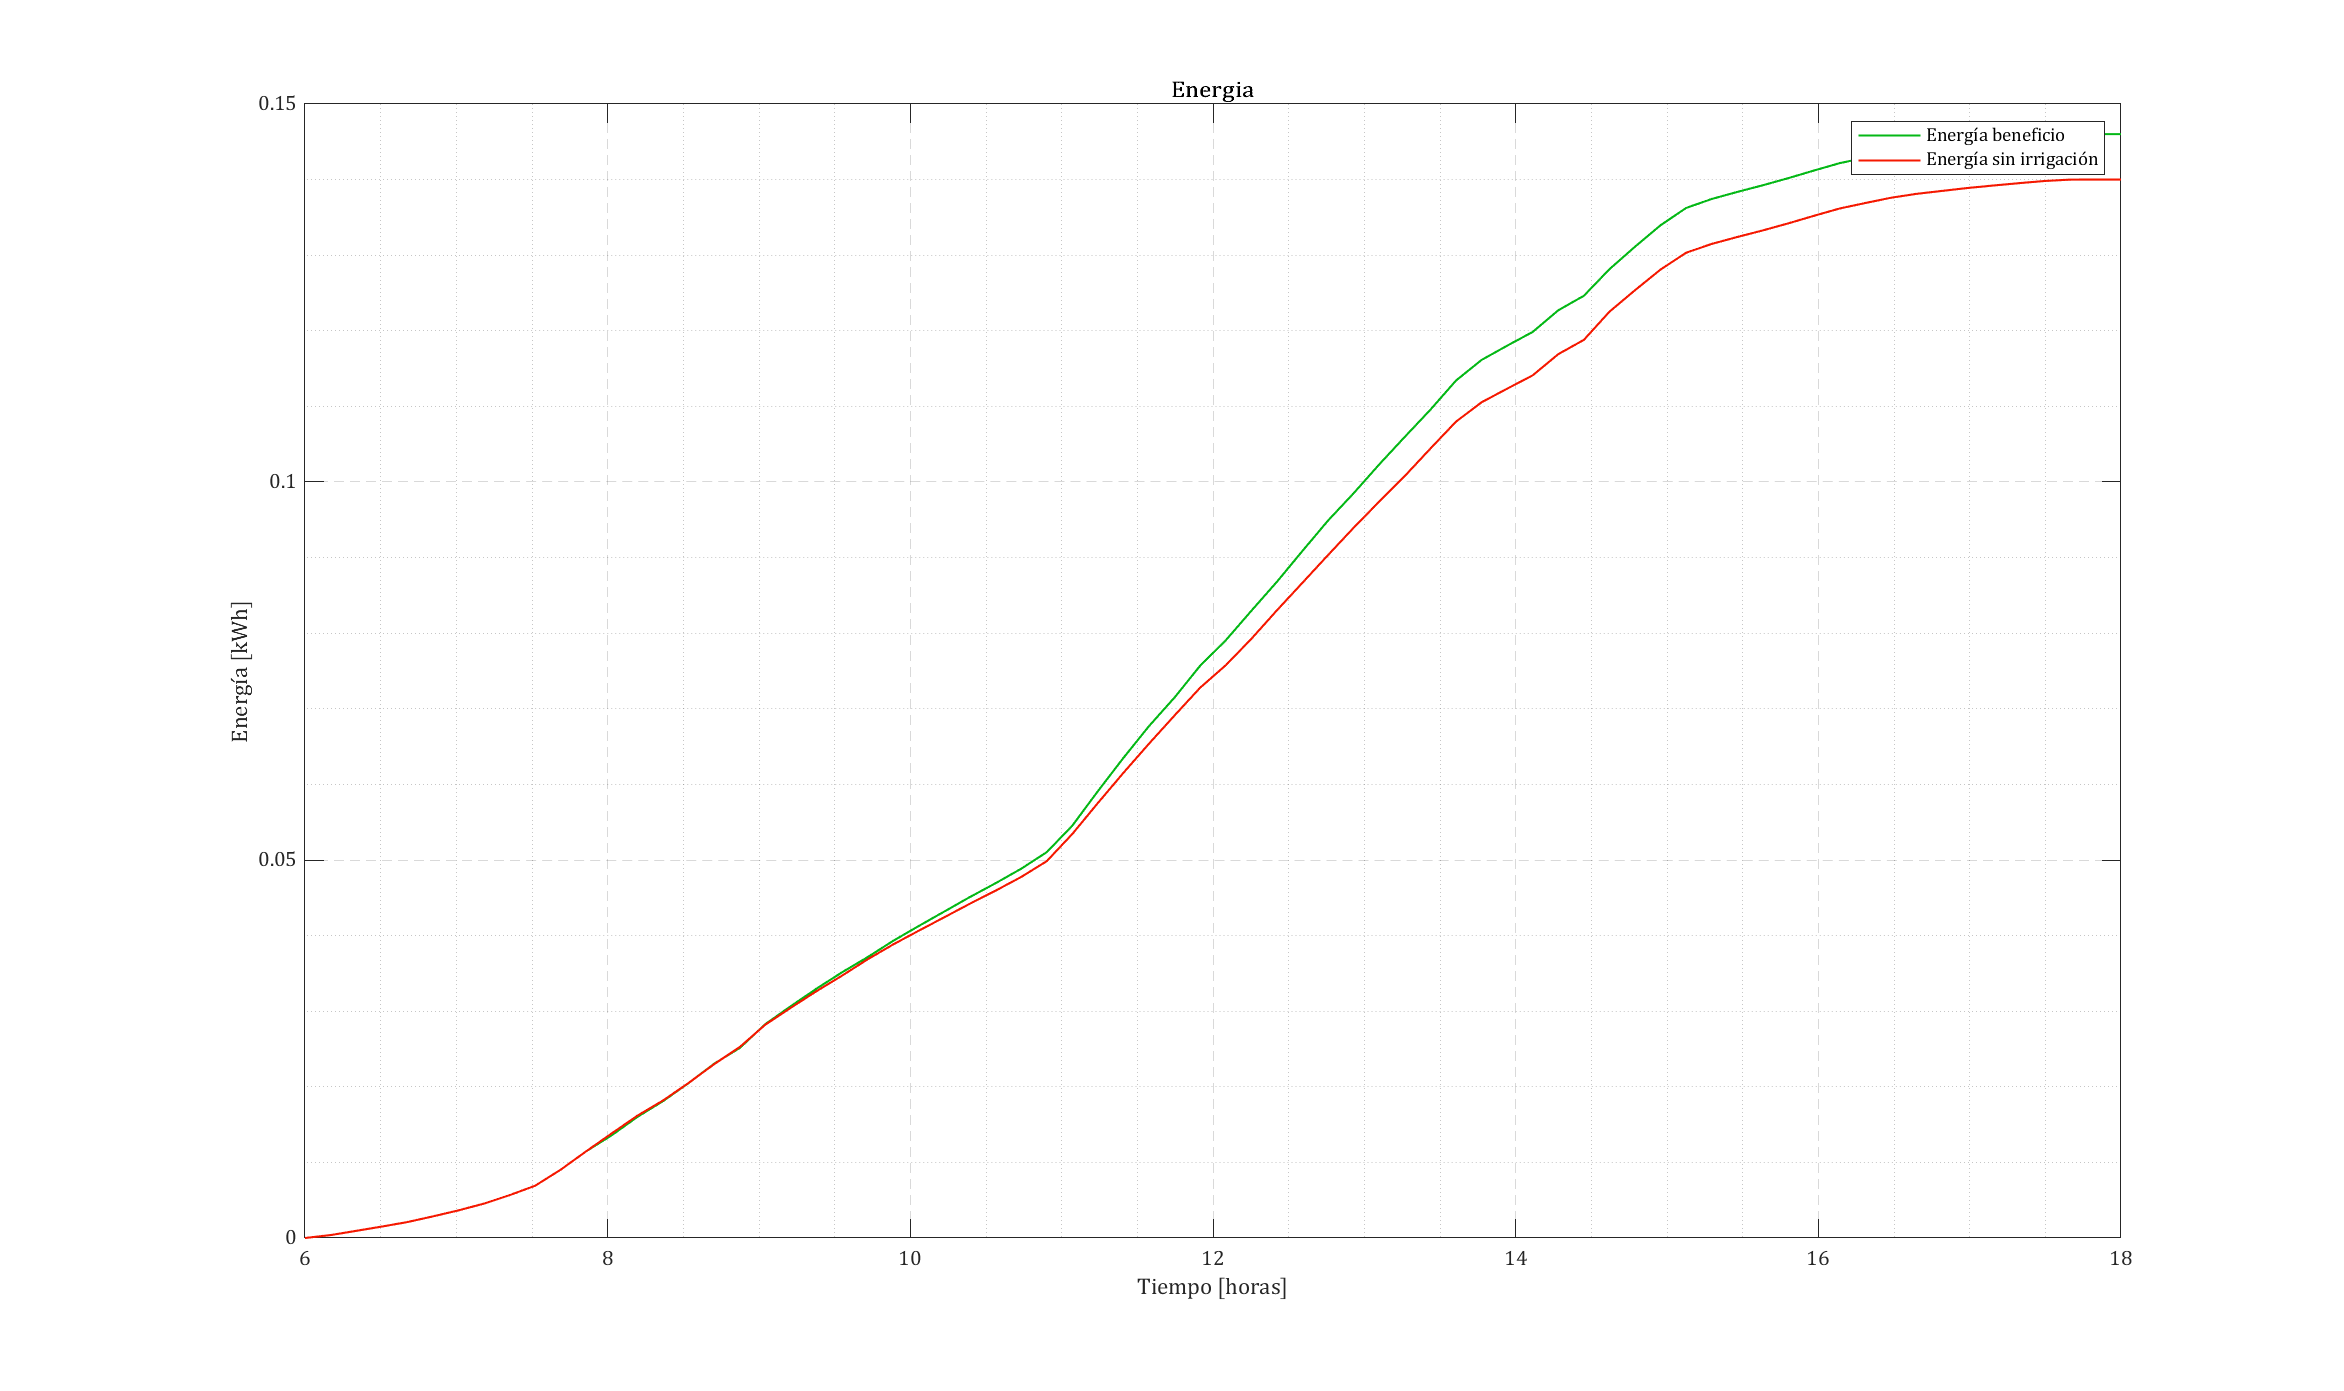 Energia
0.15
Energía beneficio
Energía sin irrigación
0.1
Energía [kWh]
0.05
0
6 8 10 12 14 16 18
Tiempo [horas]